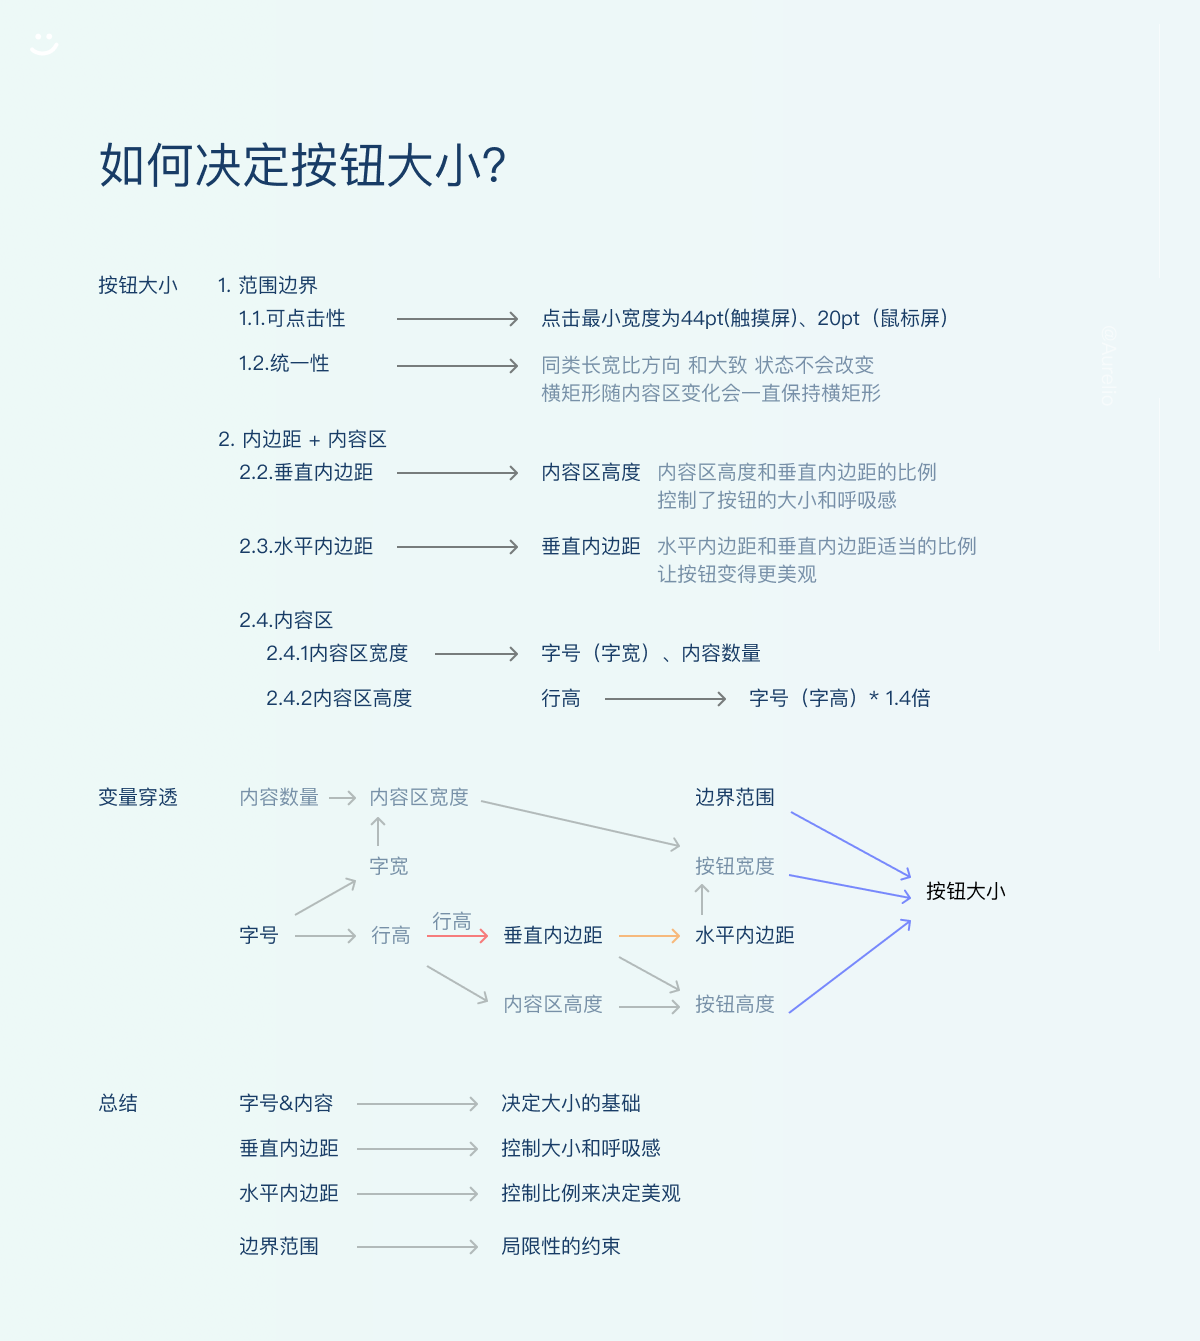 如何决定按钮大小?
按钮大小
1. 范围边界
1.1.可点击性
点击最小宽度为44pt(触摸屏)、20pt（鼠标屏）
1.2.统一性
同类长宽比方向 和大致 状态不会改变
横矩形随内容区变化会一直保持横矩形
2. 内边距 + 内容区
2.2.垂直内边距
内容区高度
内容区高度和垂直内边距的比例
控制了按钮的大小和呼吸感
2.3.水平内边距
垂直内边距
水平内边距和垂直内边距适当的比例
让按钮变得更美观
2.4.内容区
2.4.1内容区宽度
字号（字宽）、内容数量
2.4.2内容区高度
行高
字号（字高）* 1.4倍
变量穿透
内容数量
内容区宽度
边界范围
字宽
按钮宽度
按钮大小
字号
行高
行高
垂直内边距
水平内边距
内容区高度
按钮高度
总结
字号&内容
决定大小的基础
垂直内边距
控制大小和呼吸感
水平内边距
控制比例来决定美观
边界范围
局限性的约束
@Aurelio